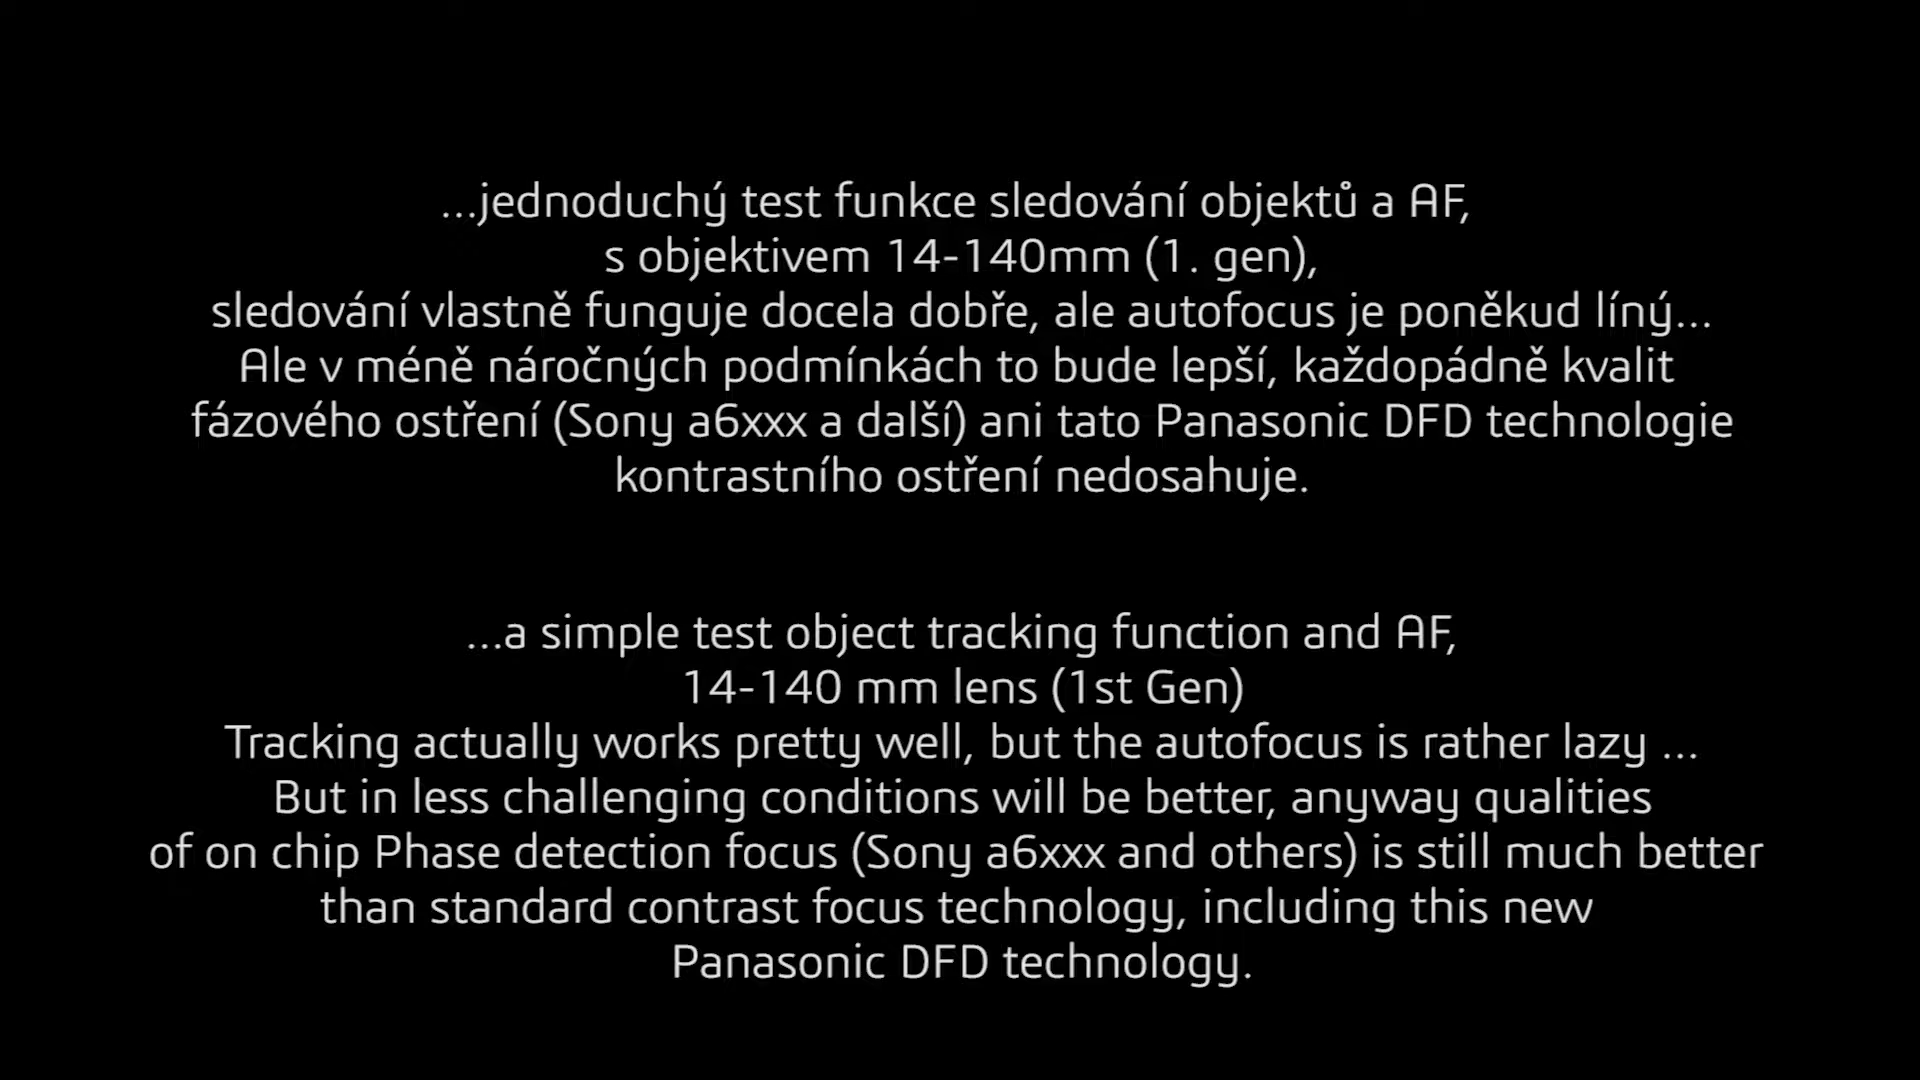 ...jednoduchý test funkce sledování objektů a AF,
s objektivem 14-140mm (1. gen),
sledování vlastně funguje docela dobře, ale autofocus je poněkud líný...
Ale v méně náročných podmínkách to bude lepší, každopádně kvalit
fázového ostření (Sony a6xxx a další) ani tato Panasonic DFD technologie
kontrastního ostření nedosahuje.
...a simple test object tracking function and AF,
14-140 mm lens (1st Gen)
Tracking actually works pretty well, but the autofocus is rather lazy ...
But in less challenging conditions will be better, anyway qualities
of on chip Phase detection focus (Sony a6xxx and others) is still much better
than standard contrast focus technology, including this new
Panasonic DFD technology.